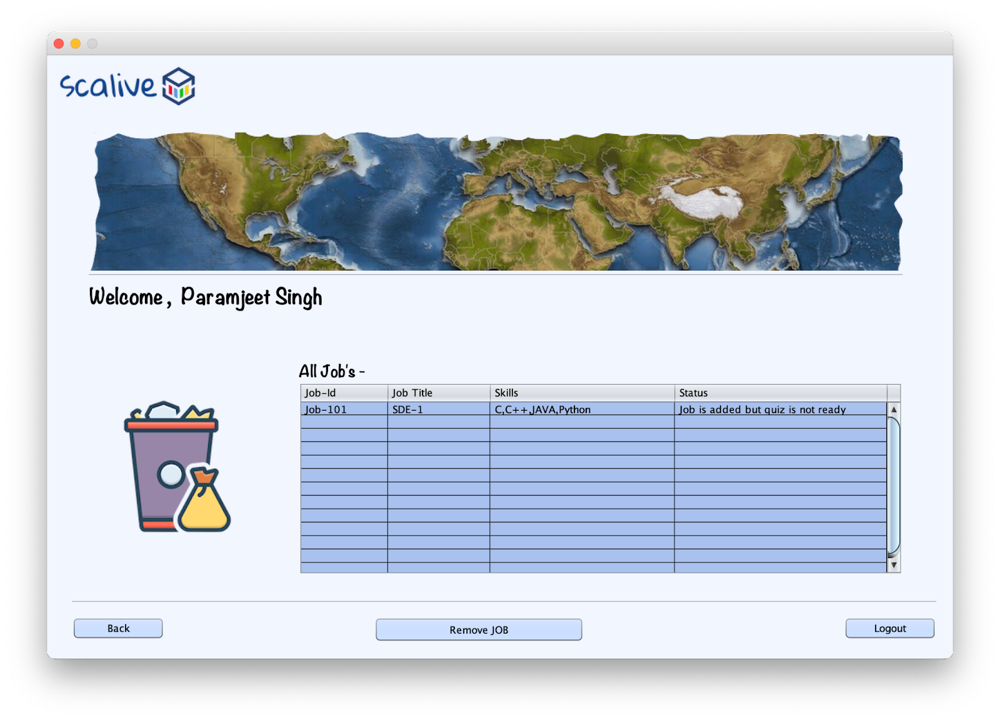 scalive
Welcome, Paramjeet Singh
All Job's -
Job-Id Job Title Skills Status
Job-101 SDE-1 C,C++,JAVA,Python Job is added but quiz is not ready
Back Remove JOB Logout